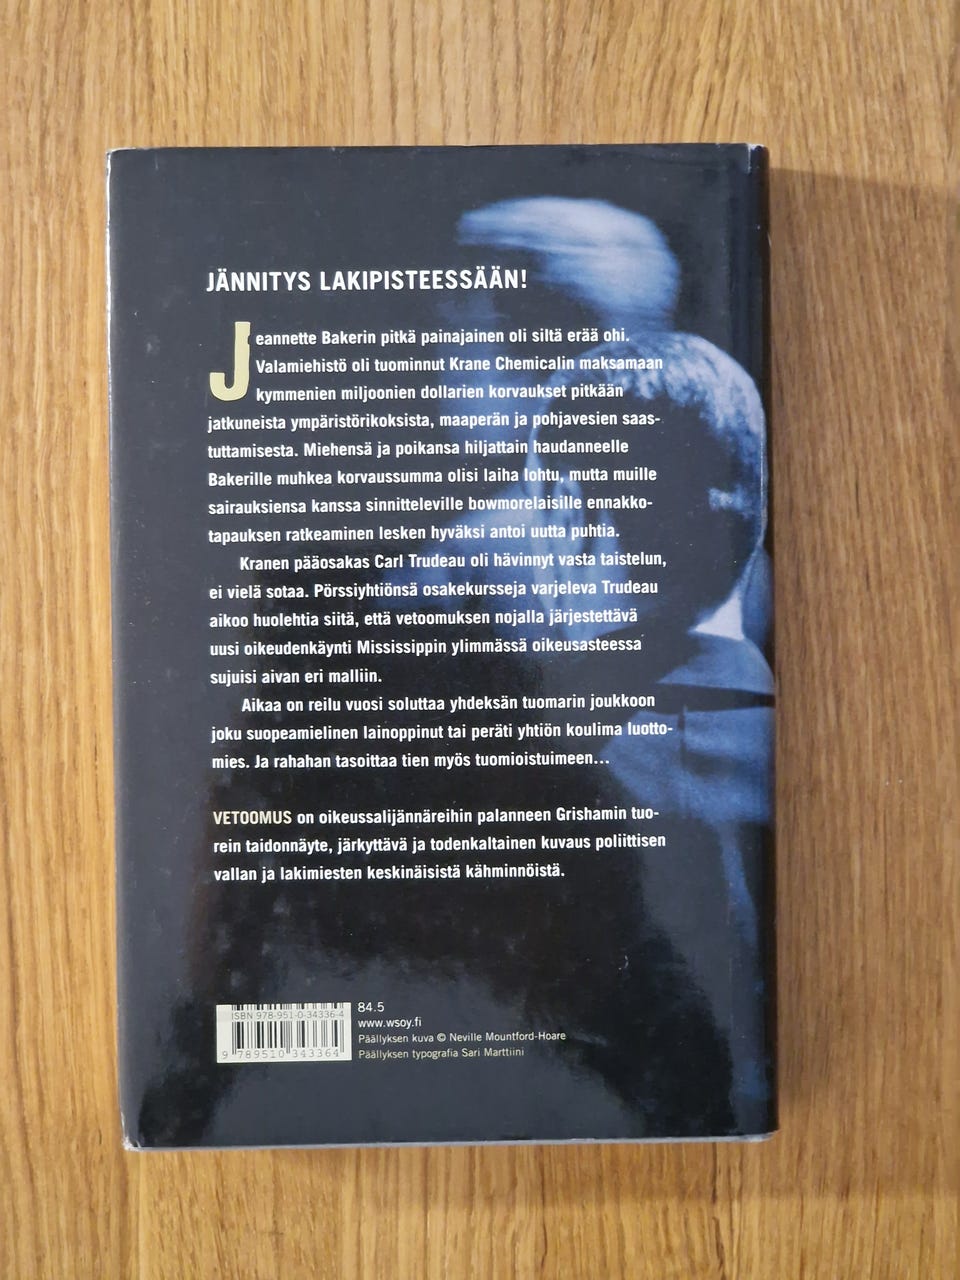 JÄNNITYS LAKIPISTEESSÄÄN!
Jeannette Bakerin pitkä painajainen oli siltä erää ohi.
Valamiehistö oli tuominnut Krane Chemicalin maksamaan
kymmenien miljoonien dollarien korvaukset pitkään
jatkuneista ympäristörikoksista, maaperän ja pohjavesien saas-
tuttamisesta. Miehensä ja poikansa hiljattain haudanneelle
Bakerille muhkea korvaussumma olisi laiha lohtu, mutta muille
sairauksiensa kanssa sinnitteleville bowmorelaisille ennakko-
tapauksen ratkeaminen lesken hyväksi antoi uutta puhtia.
Kranen pääosakas Carl Trudeau oli hävinnyt vasta taistelun,
ei vielä sotaa. Pörssiyhtiönsä osakekursseja varjeleva Trudeau
aikoo huolehtia siitä, että vetoomuksen nojalla järjestettävä
uusi oikeudenkäynti Mississippin ylimmässä oikeusasteessa
sujuisi aivan eri malliin.
Aikaa on reilu vuosi soluttaa yhdeksän tuomarin joukkoon
joku suopeamielinen lainoppinut tai peräti yhtiön koulima luotto-
mies. Ja rahahan tasoittaa tien myös tuomioistuimeen...
VETOOMUS on oikeussalijännäreihin palanneen Grishamin tuo-
rein taidonnäyte, järkyttävä ja todenkaltainen kuvaus poliittisen
vallan ja lakimiesten keskinäisistä kähminnöistä.
ISBN 978-951-0-34336-4
9 789510 343364
84.5
www.wsoy.fi
Päällyksen kuva © Neville Mountford-Hoare
Päällyksen typografia Sari Marttiini